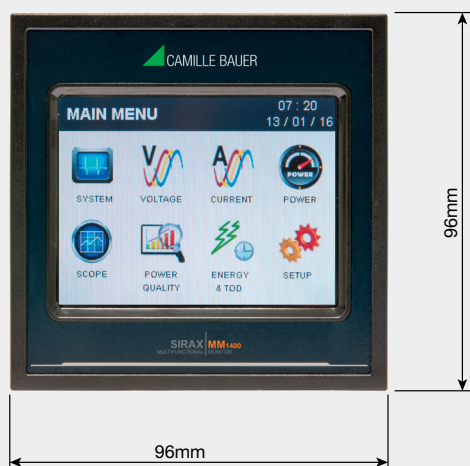 CAMILLE BAUER
MAIN MENU
07 : 20
13 / 01 / 16
V
A
POWER
SYSTEM
VOLTAGE
CURRENT
POWER
SCOPE
POWER
QUALITY
ENERGY
& TOD
SETUP
SIRAX MM1400
MULTIFUNCTIONAL MONITOR
96mm
96mm